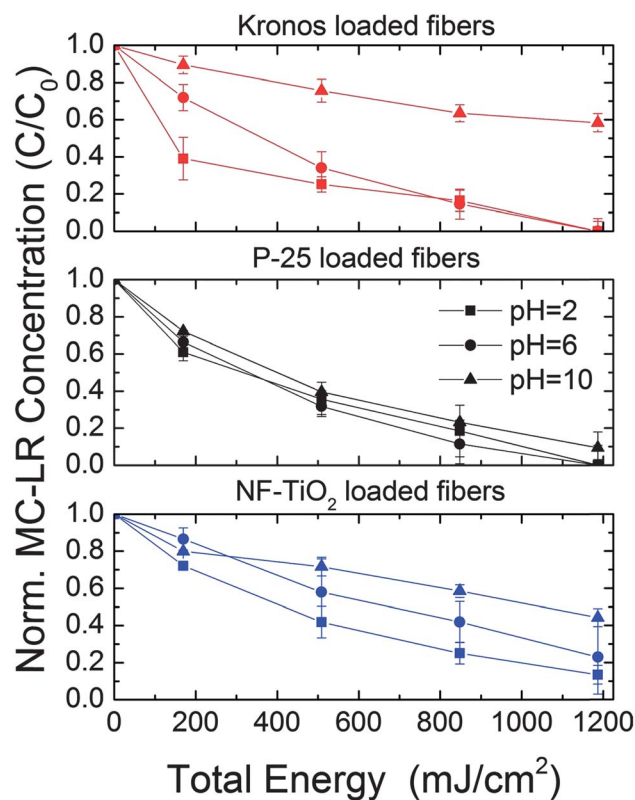 Kronos loaded fibers
1.0
0.8
0.6
0.4
0.2
0.0
P-25 loaded fibers
1.0
0.8
0.6
0.4
0.2
0.0
pH=2
pH=6
pH=10
NF-TiO₂ loaded fibers
1.0
0.8
0.6
0.4
0.2
0.0
0 200 400 600 800 1000 1200
Norm. MC-LR Concentration (C/C₀)
Total Energy (mJ/cm²)